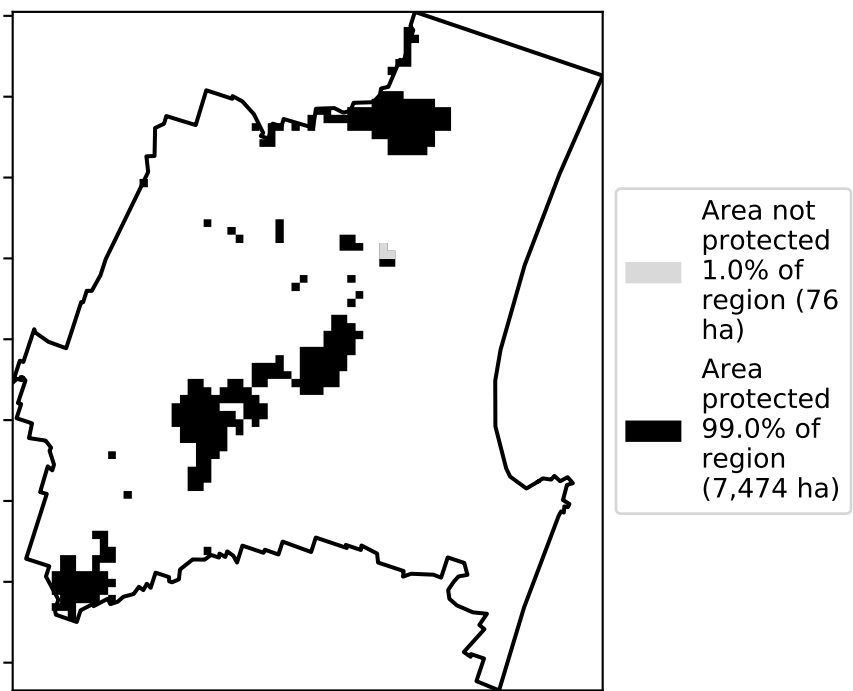 Area not
protected
1.0% of
region (76
ha)
Area
protected
99.0% of
region
(7,474 ha)